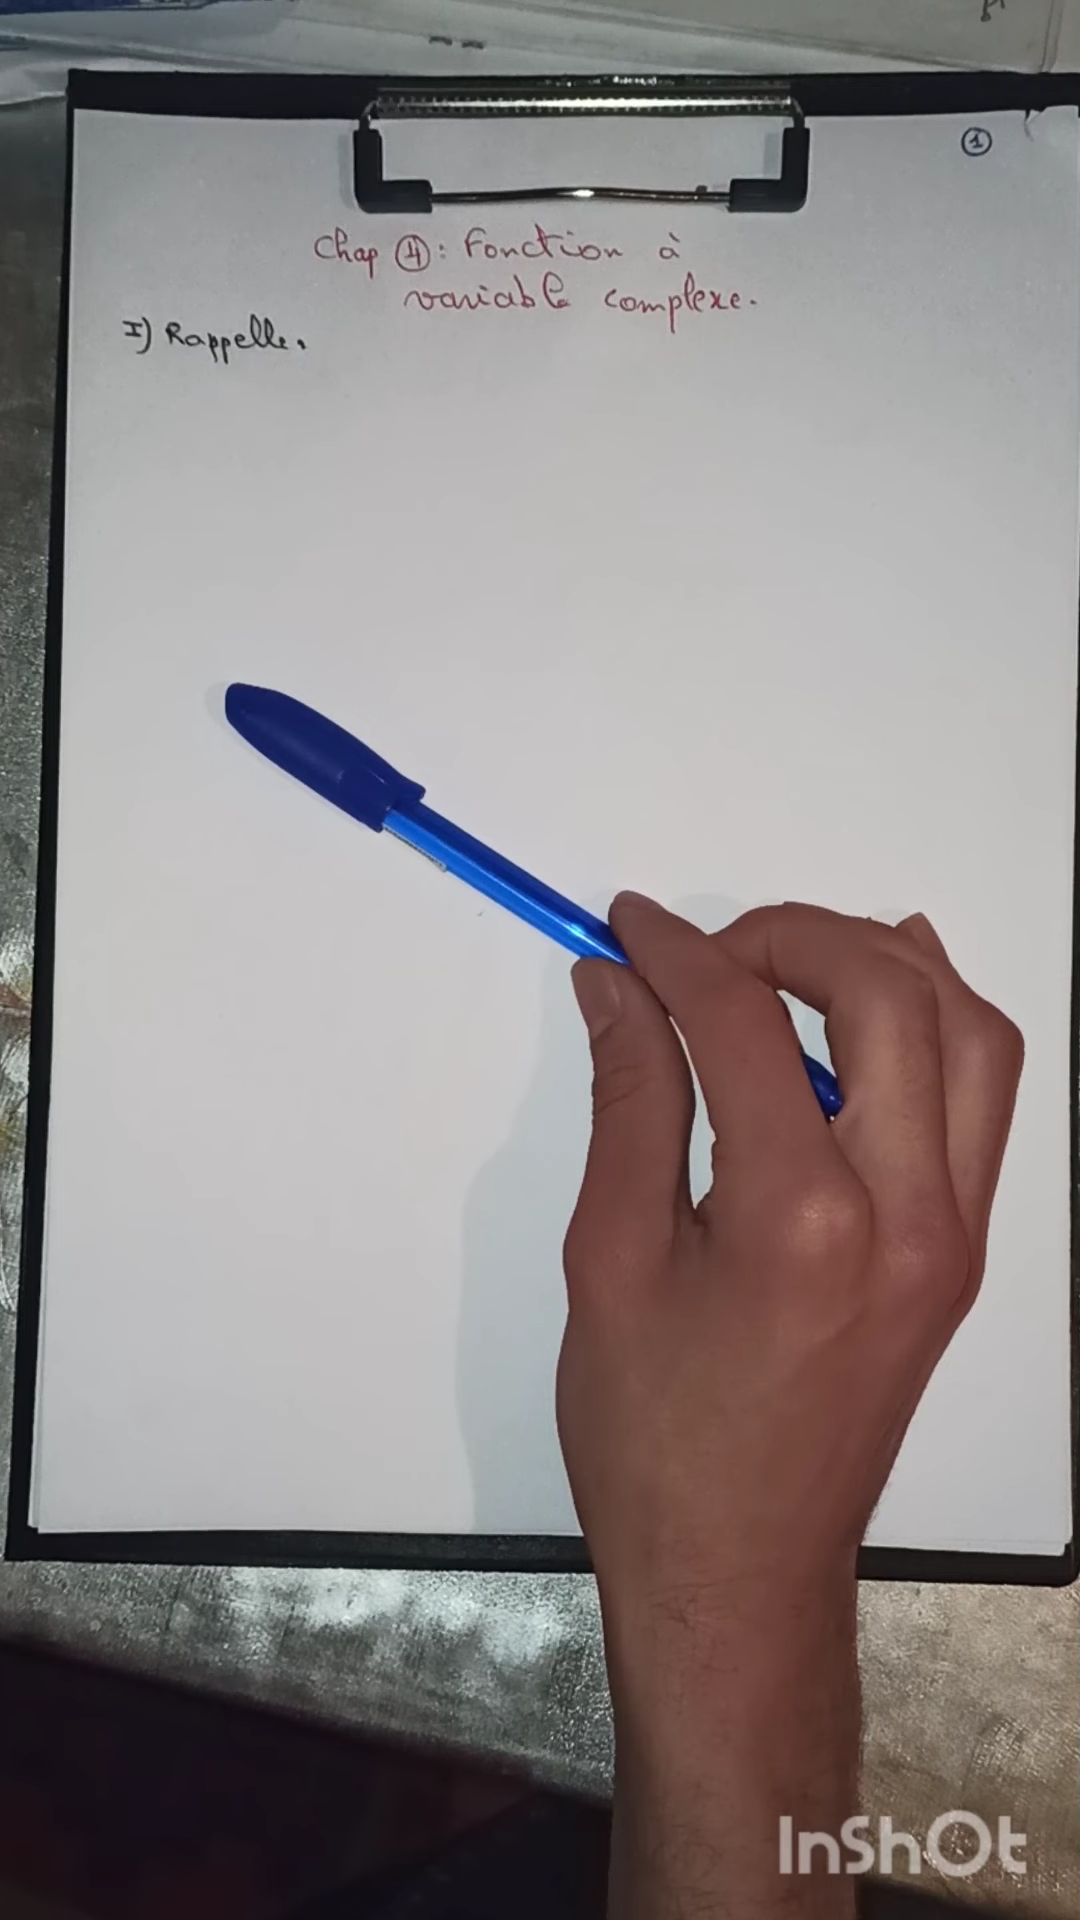 ①
Chap ④: Fonction à
variable complexe.
I) Rappelle.
InShOt